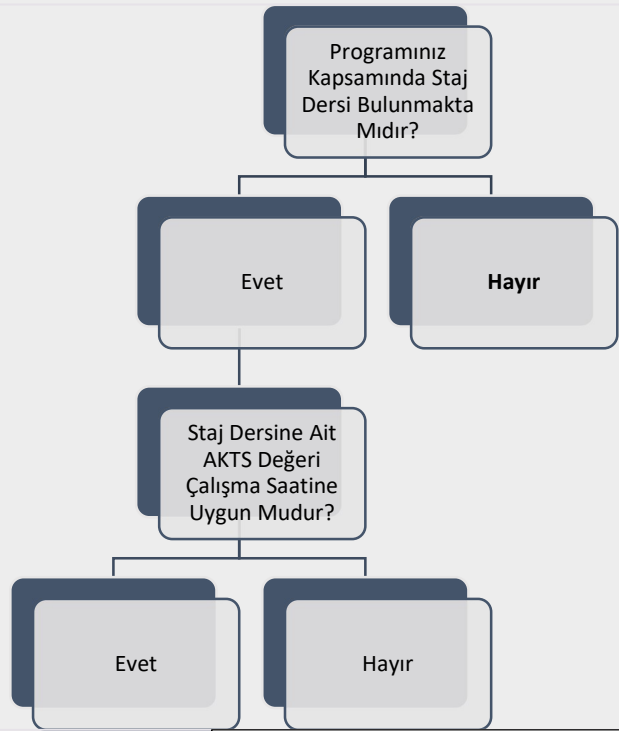 Programınız
Kapsamında Staj
Dersi Bulunmakta
Mıdır?
Evet
Hayır
Staj Dersine Ait
AKTS Değeri
Çalışma Saatine
Uygun Mudur?
Evet
Hayır